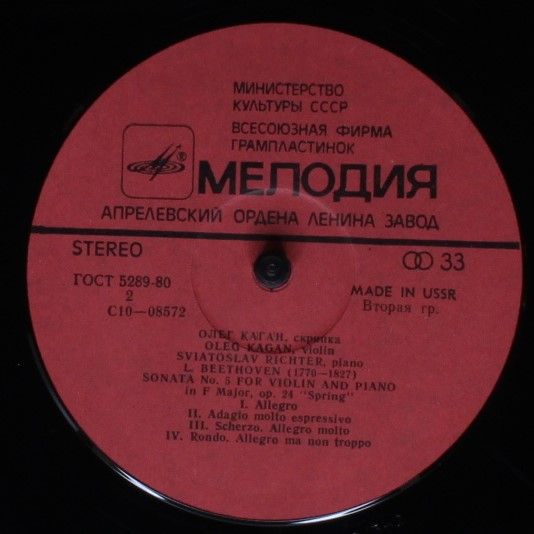 МИНИСТЕРСТВО
КУЛЬТУРЫ СССР
ВСЕСОЮЗНАЯ ФИРМА
ГРАМПЛАСТИНОК
МЕЛОДИЯ
АПРЕЛЕВСКИЙ ОРДЕНА ЛЕНИНА ЗАВОД
STEREO
33
ГОСТ 5289-80
2
С10—08572
MADE IN USSR
Вторая гр.
ОЛЕГ КАГАН, скрипка
OLEG KAGAN, violin
SVIATOSLAV RICHTER, piano
L. BEETHOVEN (1770—1827)
SONATA No. 5 FOR VIOLIN AND PIANO
in F Major, op. 24 "Spring"
I. Allegro
II. Adagio molto espressivo
III. Scherzo. Allegro molto
IV. Rondo. Allegro ma non troppo